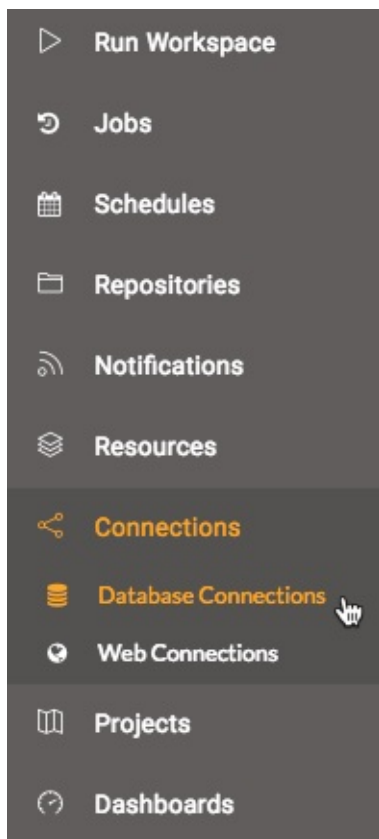 Run Workspace
Jobs
Schedules
Repositories
Notifications
Resources
Connections
Database Connections
Web Connections
Projects
Dashboards